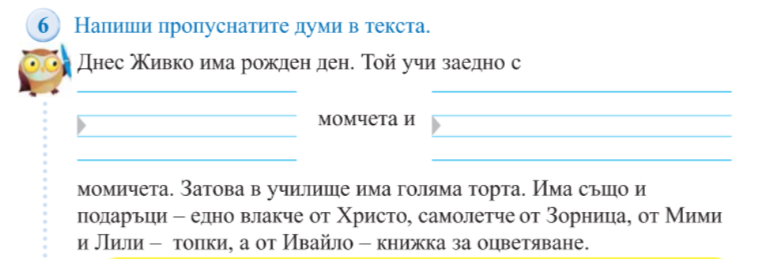 6 Напиши пропуснатите думи в текста.
Днес Живко има рожден ден. Той учи заедно с
момчета и
момичета. Затова в училище има голяма торта. Има също и
подаръци – едно влакче от Христо, самолетче от Зорница, от Мими
и Лили – топки, а от Ивайло – книжка за оцветяване.